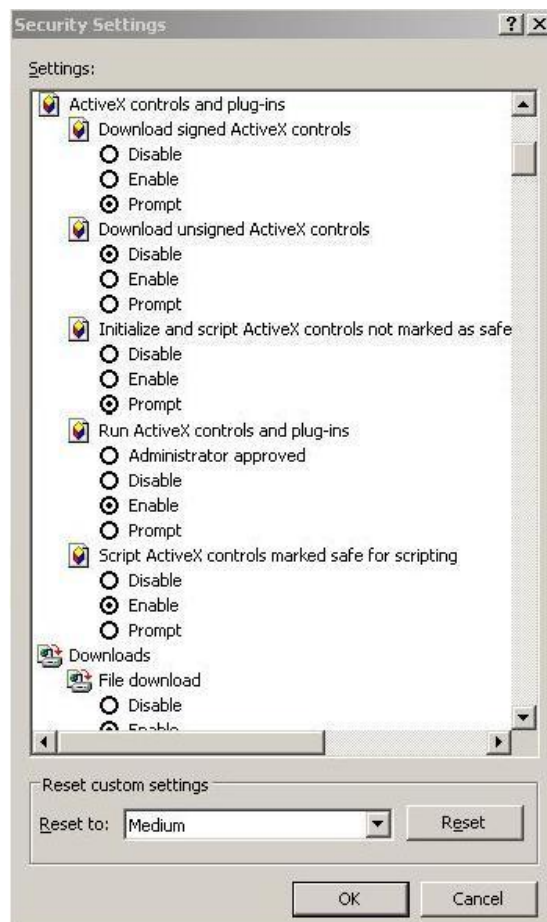 Security Settings
Settings:
ActiveX controls and plug-ins
Download signed ActiveX controls
Disable
Enable
Prompt
Download unsigned ActiveX controls
Disable
Enable
Prompt
Initialize and script ActiveX controls not marked as safe
Disable
Enable
Prompt
Run ActiveX controls and plug-ins
Administrator approved
Disable
Enable
Prompt
Script ActiveX controls marked safe for scripting
Disable
Enable
Prompt
Downloads
File download
Disable
Enable
Reset custom settings
Reset to: Medium Reset
OK Cancel